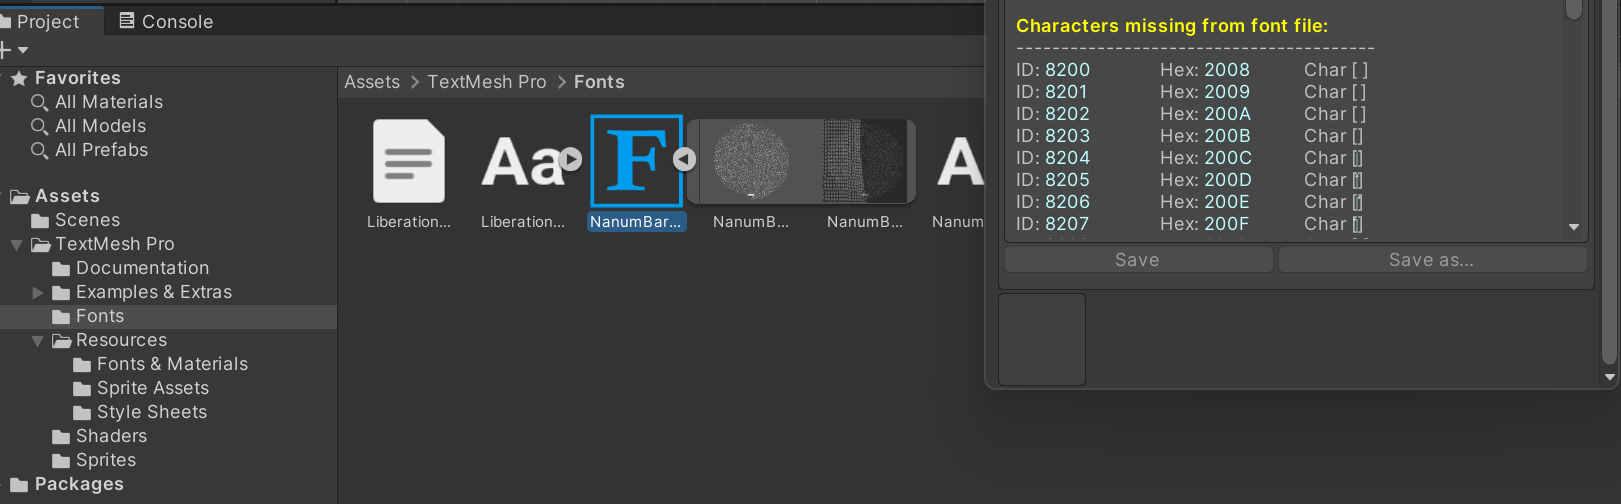 Project
Console
Favorites
All Materials
All Models
All Prefabs
Assets
Scenes
TextMesh Pro
Documentation
Examples & Extras
Fonts
Resources
Fonts & Materials
Sprite Assets
Style Sheets
Shaders
Sprites
Packages
Assets > TextMesh Pro > Fonts
Aa
F
A
Liberation...
Liberation...
NanumBar...
NanumB...
NanumB...
Nanum
Characters missing from font file:
----------------------------------------
ID: 8200 Hex: 2008 Char [ ]
ID: 8201 Hex: 2009 Char [ ]
ID: 8202 Hex: 200A Char [ ]
ID: 8203 Hex: 200B Char []
ID: 8204 Hex: 200C Char []
ID: 8205 Hex: 200D Char []
ID: 8206 Hex: 200E Char []
ID: 8207 Hex: 200F Char []
Save
Save as...